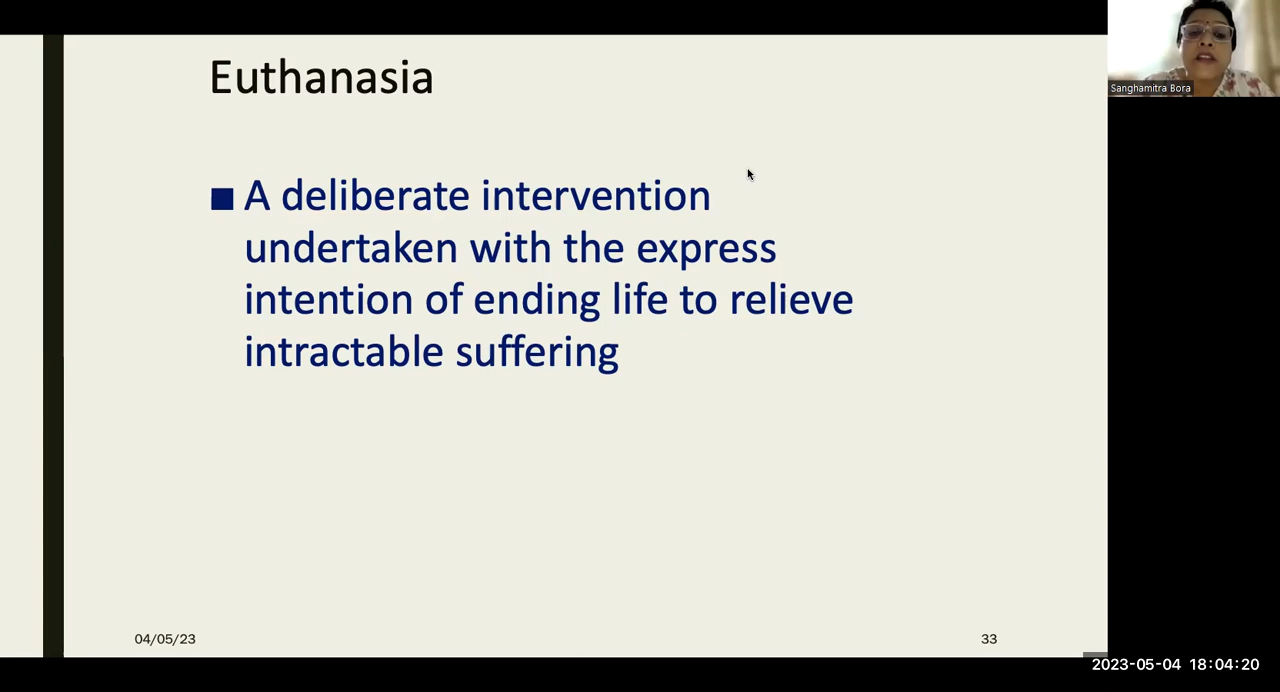 Euthanasia
Sanghamitra Bora
■ A deliberate intervention
undertaken with the express
intention of ending life to relieve
intractable suffering
04/05/23
33
2023-05-04 18:04:20